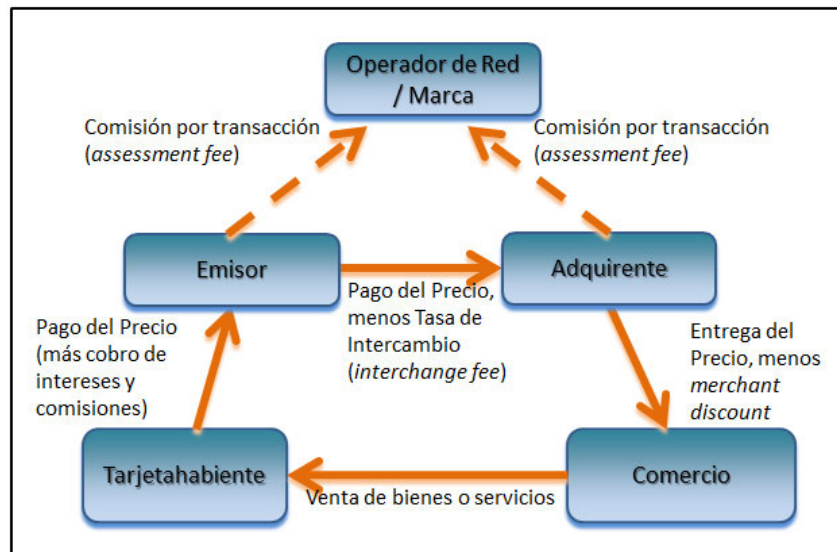 Operador de Red
/ Marca
Comisión por transacción
(assessment fee)
Comisión por transacción
(assessment fee)
Emisor
Adquirente
Pago del Precio
(más cobro de
intereses y
comisiones)
Pago del Precio,
menos Tasa de
Intercambio
(interchange fee)
Entrega del
Precio, menos
merchant
discount
Tarjetahabiente
Venta de bienes o servicios
Comercio